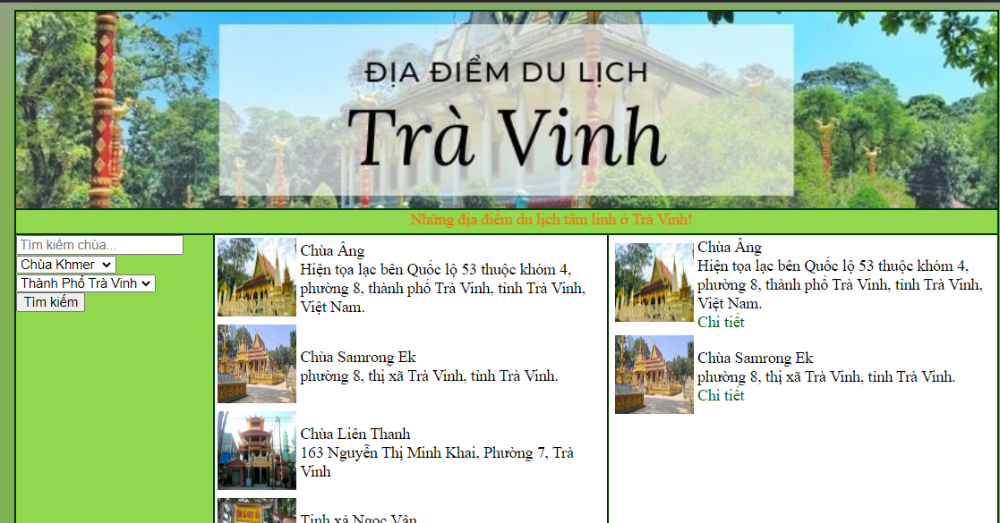 ĐỊA ĐIỂM DU LỊCH
Trà Vinh
Những địa điểm du lịch tâm linh ở Trà Vinh!
Tìm kiếm chùa...
Chùa Khmer
Thành Phố Trà Vinh
Tìm kiếm
Chùa Âng
Hiện tọa lạc bên Quốc lộ 53 thuộc khóm 4,
phường 8, thành phố Trà Vinh, tỉnh Trà Vinh,
Việt Nam.
Chùa Samrong Ek
phường 8, thị xã Trà Vinh, tỉnh Trà Vinh.
Chùa Liên Thanh
163 Nguyễn Thị Minh Khai, Phường 7, Trà
Vinh
Tịnh xá Ngọc Vân
Chùa Âng
Hiện tọa lạc bên Quốc lộ 53 thuộc khóm 4,
phường 8, thành phố Trà Vinh, tỉnh Trà Vinh,
Việt Nam.
Chi tiết
Chùa Samrong Ek
phường 8, thị xã Trà Vinh, tỉnh Trà Vinh.
Chi tiết